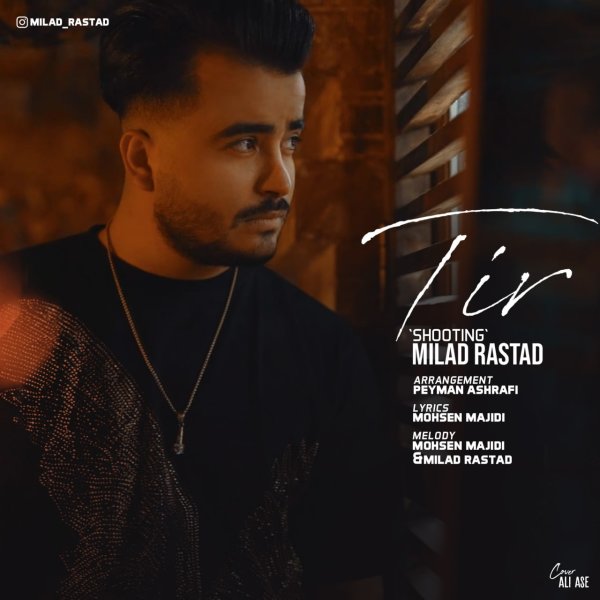 MILAD_RASTAD
Tir
`SHOOTING`
MILAD RASTAD
ARRANGEMENT
PEYMAN ASHRAFI
LYRICS
MOHSEN MAJIDI
MELODY
MOHSEN MAJIDI
&MILAD RASTAD
Cover
ALI ASE